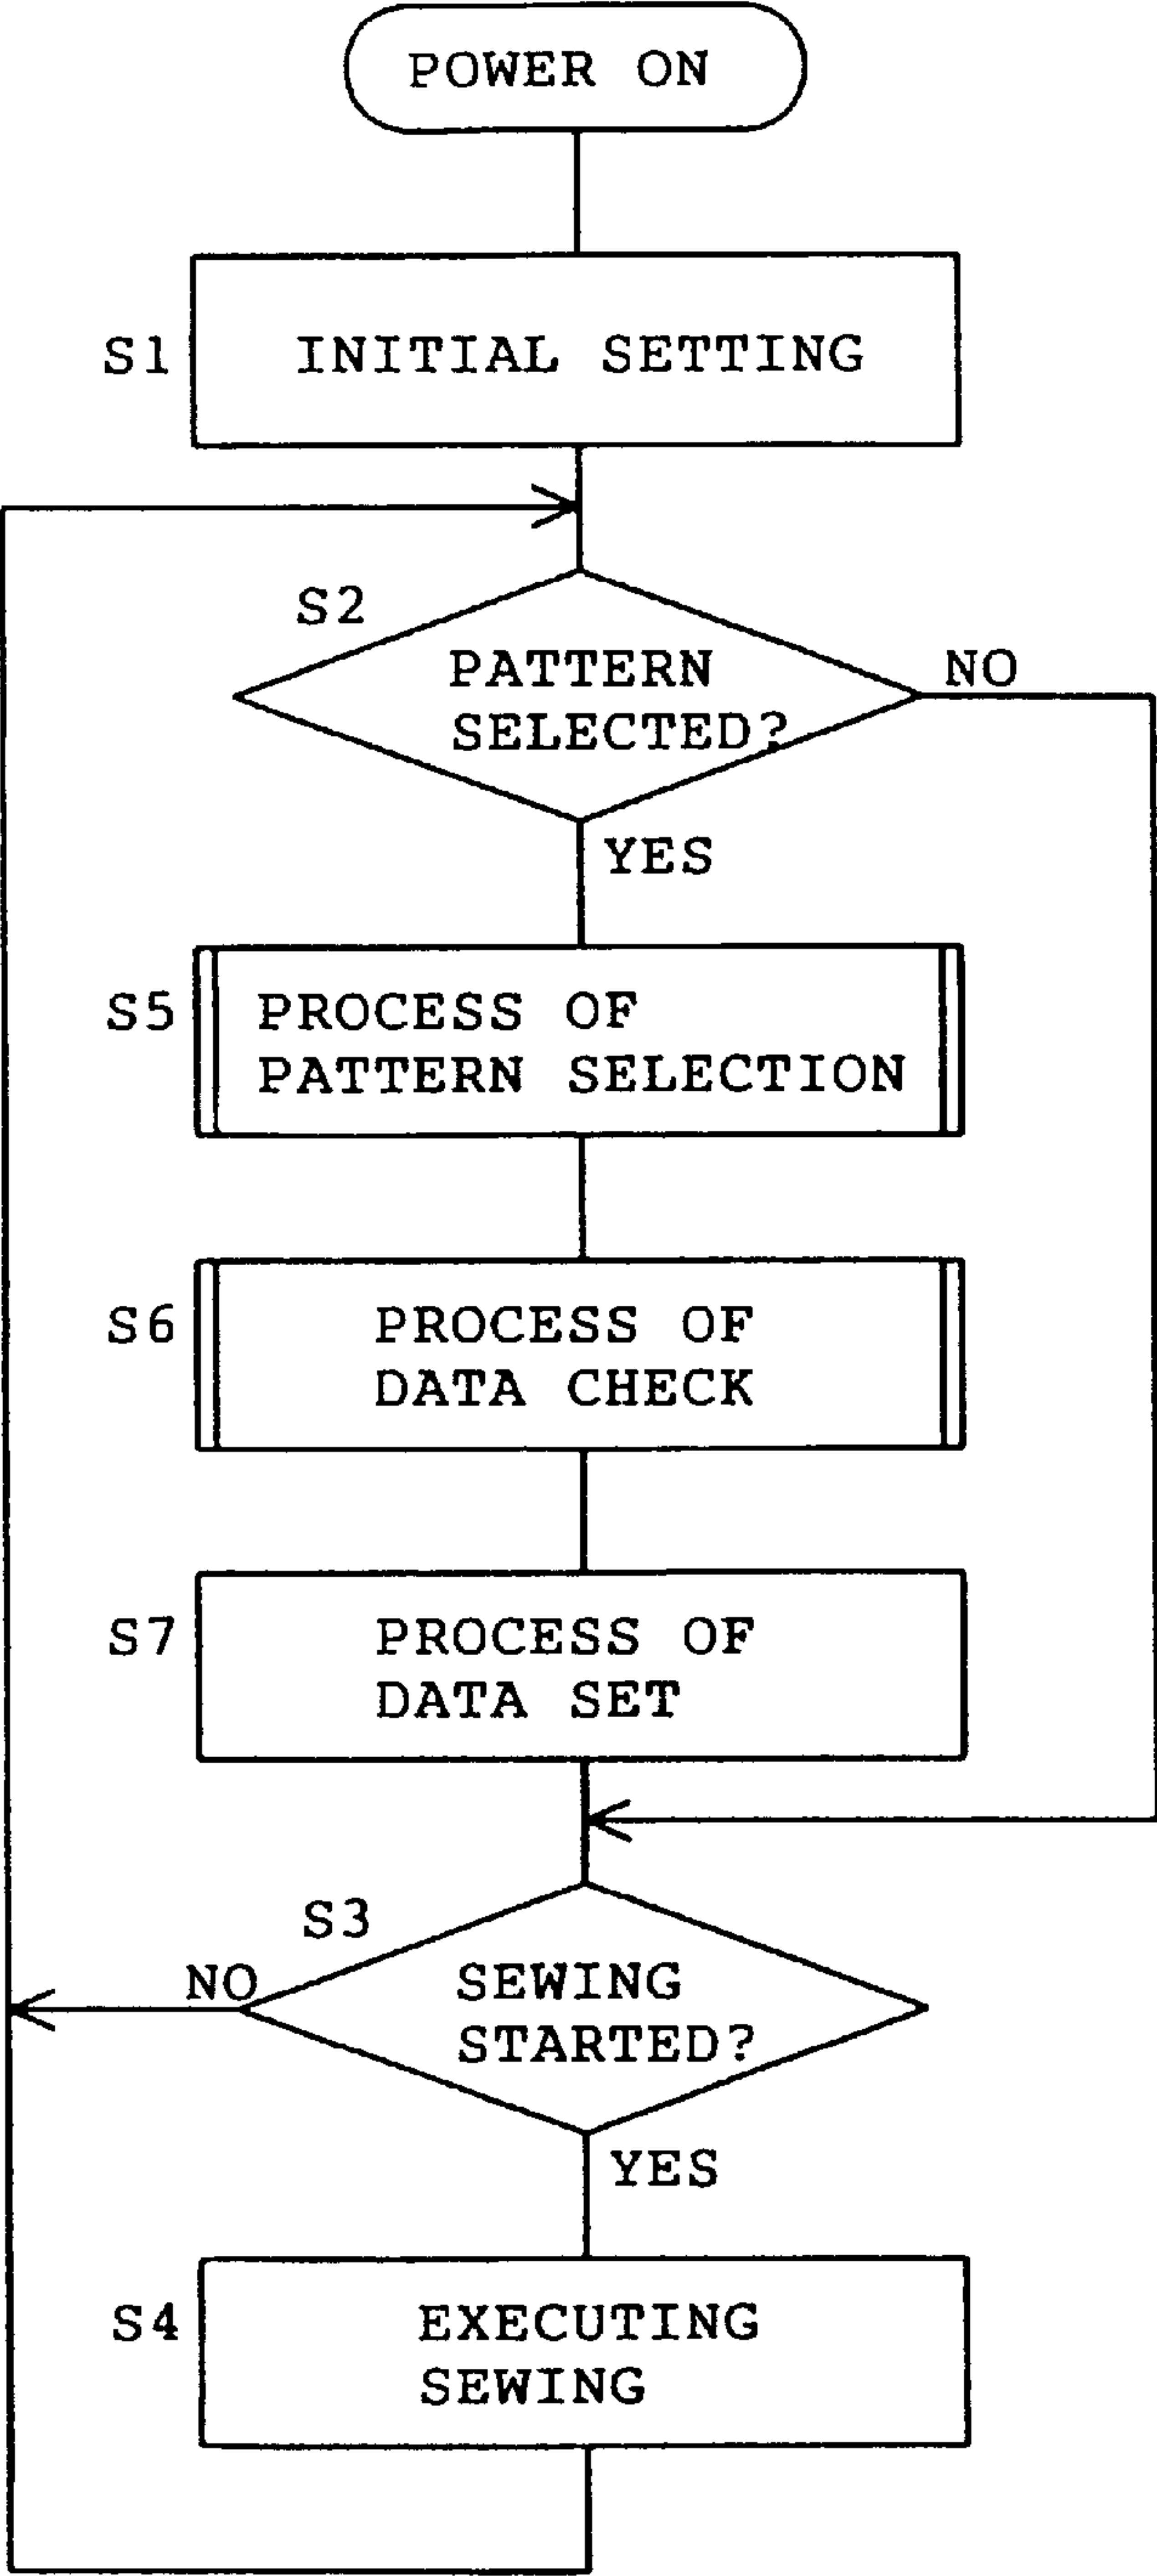 POWER ON
S1
INITIAL SETTING
S2
PATTERN
SELECTED?
NO
YES
S5
PROCESS OF
PATTERN SELECTION
S6
PROCESS OF
DATA CHECK
S7
PROCESS OF
DATA SET
S3
NO
SEWING
STARTED?
YES
S4
EXECUTING
SEWING